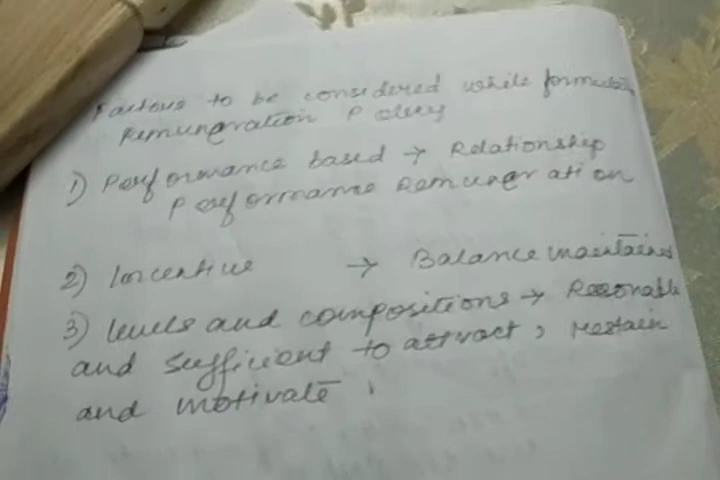 Factors to be considered while formulating
Remuneration Policy
1) Performance based → Relationship
Performance Remuneration
2) Incentive → Balance maintained
3) levels and compositions → Reasonable
and sufficient to attract, restain
and motivate.